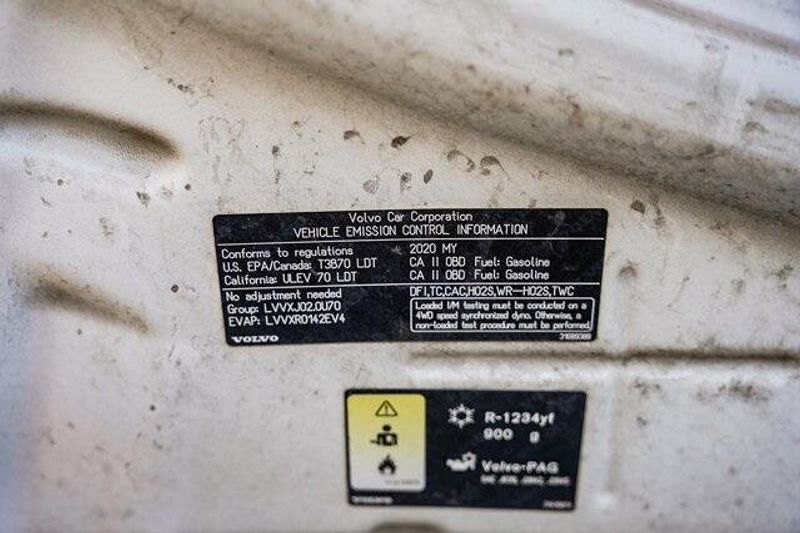 Volvo Car Corporation
VEHICLE EMISSION CONTROL INFORMATION
Conforms to regulations 2020 MY
U.S. EPA/Canada: T3B70 LDT CA II OBD Fuel: Gasoline
California: ULEV 70 LDT CA II OBD Fuel: Gasoline
No adjustment needed DFI,TC,CAC,HO2S,WR-HO2S,TWC
Group: LVVXJ02.0U70
EVAP: LVVXR0142EV4
Loaded I/M testing must be conducted on a
4WD speed synchronized dyno. Otherwise, a
non-loaded test procedure must be performed
VOLVO
R-1234yf
900 g
Volvo-PAG